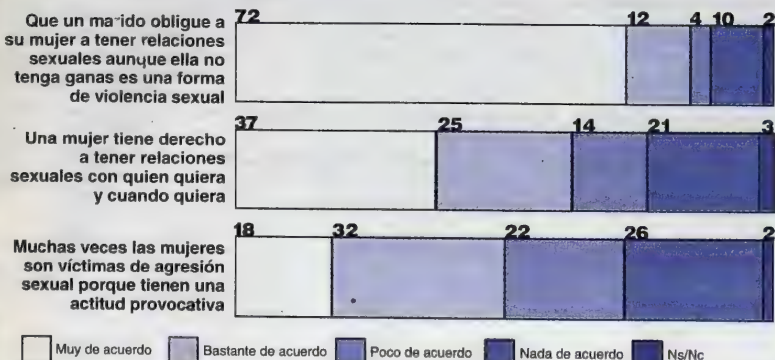 Que un ma-ido obligue a
su mujer a tener relaciones
sexuales aunque ella no
tenga ganas es una forma
de violencia sexual
72 12 4 10 2
Una mujer tiene derecho
a tener relaciones
sexuales con quien quiera
y cuando quiera
37 25 14 21 3
Muchas veces las mujeres
son víctimas de agresión
sexual porque tienen una
actitud provocativa
18 32 22 26 2
Muy de acuerdo Bastante de acuerdo Poco de acuerdo Nada de acuerdo Ns/Nc